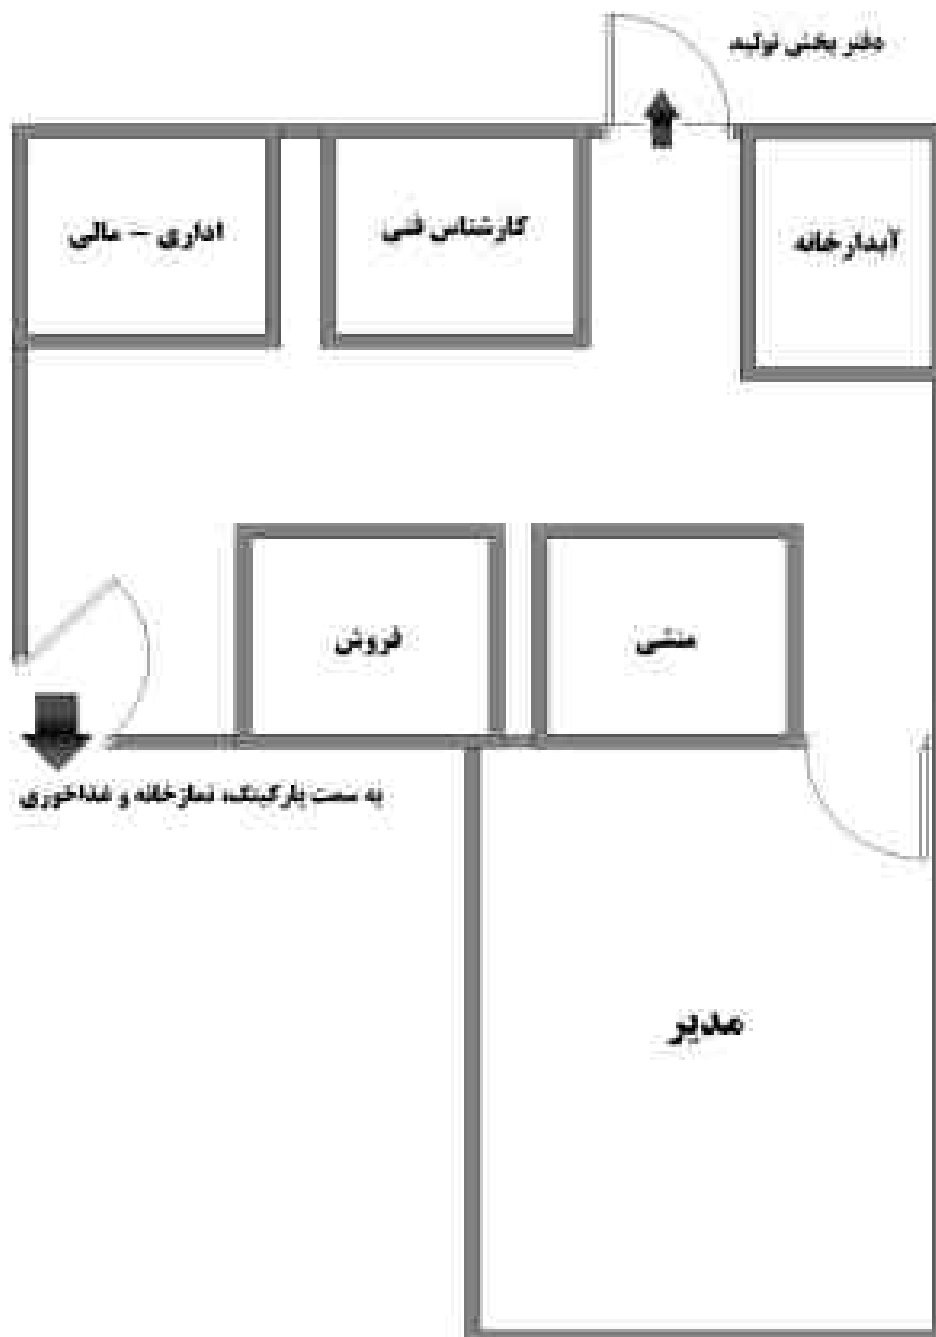 دفتر بخش تولید
آبدارخانه
کارشناس فنی
اداری - مالی
منشی
فروش
به سمت پارکینگ، نمازخانه و غذاخوری
مدیر